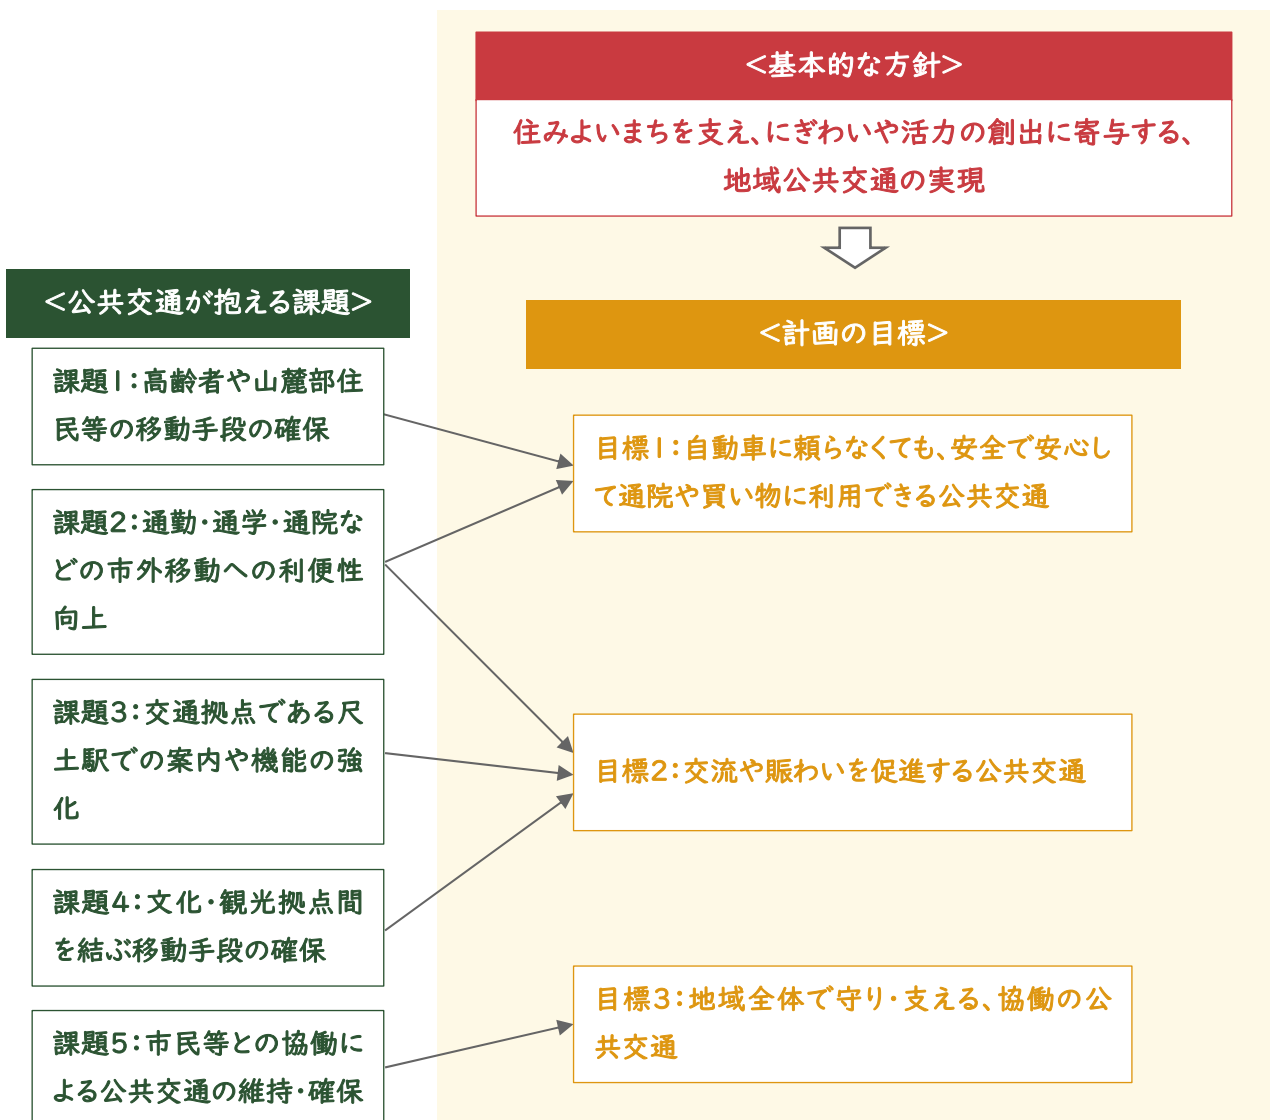 <基本的な方針>
住みよいまちを支え、にぎわいや活力の創出に寄与する、
地域公共交通の実現
<公共交通が抱える課題>
課題1:高齢者や山麓部住
民等の移動手段の確保
課題2:通勤・通学・通院な
どの市外移動への利便性
向上
課題3:交通拠点である尺
土駅での案内や機能の強
化
課題4:文化・観光拠点間
を結ぶ移動手段の確保
課題5:市民等との協働に
よる公共交通の維持・確保
<計画の目標>
目標1:自動車に頼らなくても、安全で安心し
て通院や買い物に利用できる公共交通
目標2:交流や賑わいを促進する公共交通
目標3:地域全体で守り・支える、協働の公
共交通